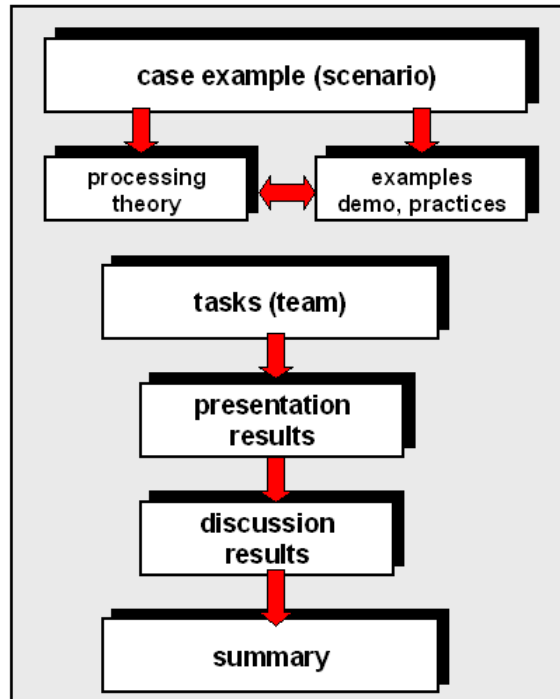 case example (scenario)
processing
theory
examples
demo, practices
tasks (team)
presentation
results
discussion
results
summary